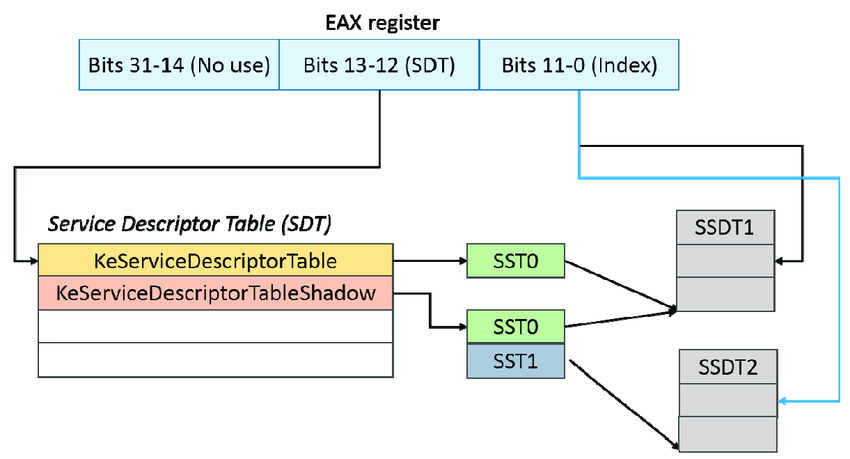 EAX register
Bits 31-14 (No use)
Bits 13-12 (SDT)
Bits 11-0 (Index)
Service Descriptor Table (SDT)
KeServiceDescriptorTable
KeServiceDescriptorTableShadow
SST0
SST0
SST1
SSDT1
SSDT2